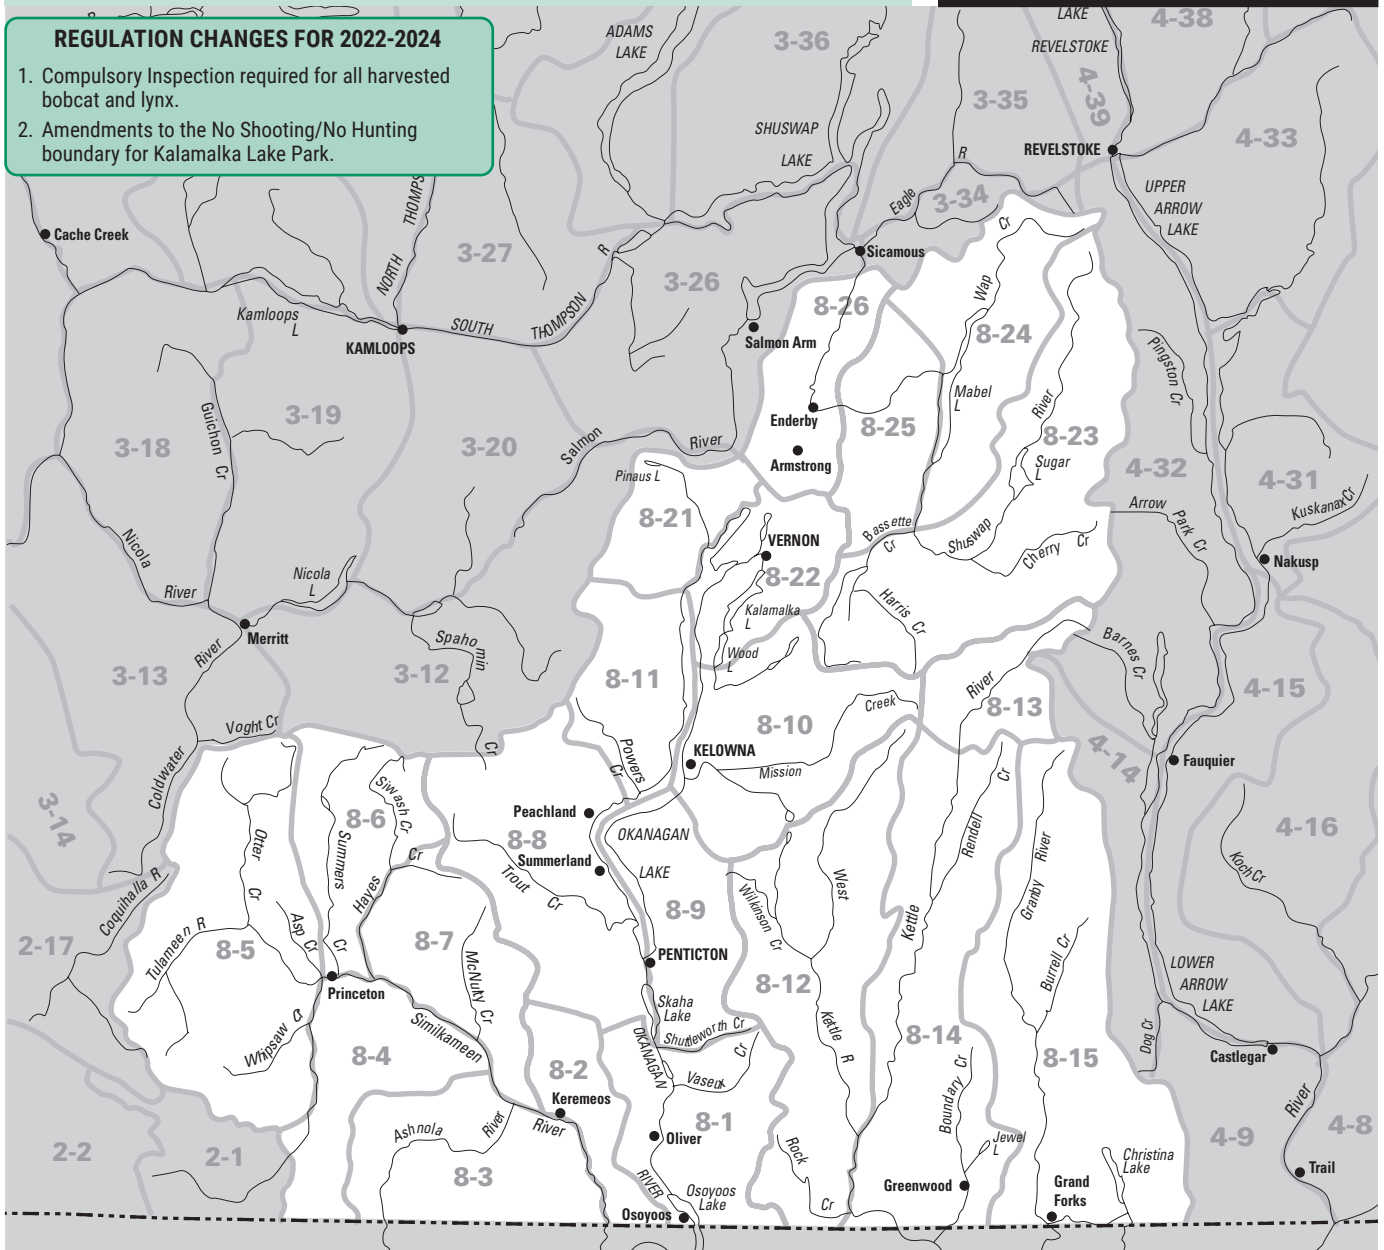 REGULATION CHANGES FOR 2022-2024
1. Compulsory Inspection required for all harvested
bobcat and lynx.
2. Amendments to the No Shooting/No Hunting
boundary for Kalamalka Lake Park.
ADAMS
LAKE
3-36
LAKE
REVELSTOKE
4-38
3-35
4-39
4-33
SHUSWAP
LAKE
REVELSTOKE
R
Eagle
3-34
UPPER
ARROW
LAKE
Cache Creek
NORTH
THOMPS
3-27
R
3-26
Sicamous
Cr
Wap
8-26
Kamloops
L
KAMLOOPS
SOUTH
THOMPSON
Salmon Arm
8-24
Pingston Cr
Mabel
L
River
Guichon Cr
3-19
3-18
3-20
Salmon
River
Enderby
Armstrong
8-25
8-23
Sugar
L
4-32
4-31
Kuskanax Cr
Pinaus L
8-21
Arrow
Park Cr
Bassette
Cr
Shuswap
Cherry Cr
VERNON
8-22
Nakusp
Nicola
River
Nicola
L
Kalamalka
L
Harris Cr
Merritt
River
Spahomin
Cr
Wood
L
Barnes Cr
3-13
3-12
8-11
River
8-13
4-15
Voght Cr
8-10
Creek
4-14
KELOWNA
Mission
Fauquier
Coldwater
Powers
Cr
3-14
Siwash Cr
8-6
Peachland
8-8
OKANAGAN
LAKE
Otter
Cr
Summers
Cr
Hayes
Cr
Summerland
Trout
Cr
West
Rendell
Cr
Granby
River
4-16
Koch Cr
Coquihalla R
Wilkinson Cr
8-9
Kettle
2-17
Tulameen R
8-5
Asp Cr
8-7
McNulty
Cr
PENTICTON
Burrell Cr
8-12
LOWER
ARROW
LAKE
Princeton
Skaha
Lake
Whipsaw Cr
Similkameen
OKANAGAN
Shuttleworth Cr
Kettle R
8-14
8-15
Dog Cr
Castlegar
8-4
8-2
Vaseux
Cr
Boundary Cr
Keremeos
Ashnola
River
River
8-1
Oliver
River
2-2
2-1
8-3
RIVER
Rock
Cr
Jewel
L
Christina
Lake
4-9
4-8
Osoyoos
Lake
Osoyoos
Greenwood
Grand
Forks
Trail